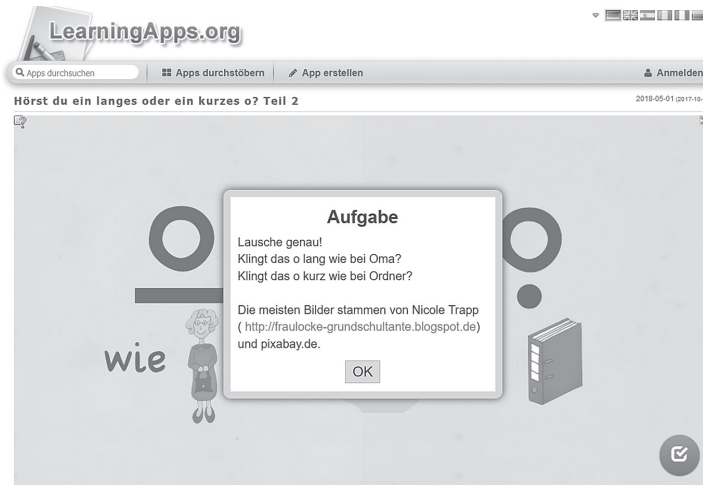 LearningApps.org
Apps durchsuchen
Apps durchstöbern
App erstellen
Anmelden
Hörst du ein langes oder ein kurzes o? Teil 2
2018-05-01 (2017-10-
o
o
wie
Aufgabe
Lausche genau!
Klingt das o lang wie bei Oma?
Klingt das o kurz wie bei Ordner?
Die meisten Bilder stammen von Nicole Trapp
( http://fraulocke-grundschultante.blogspot.de)
und pixabay.de.
OK